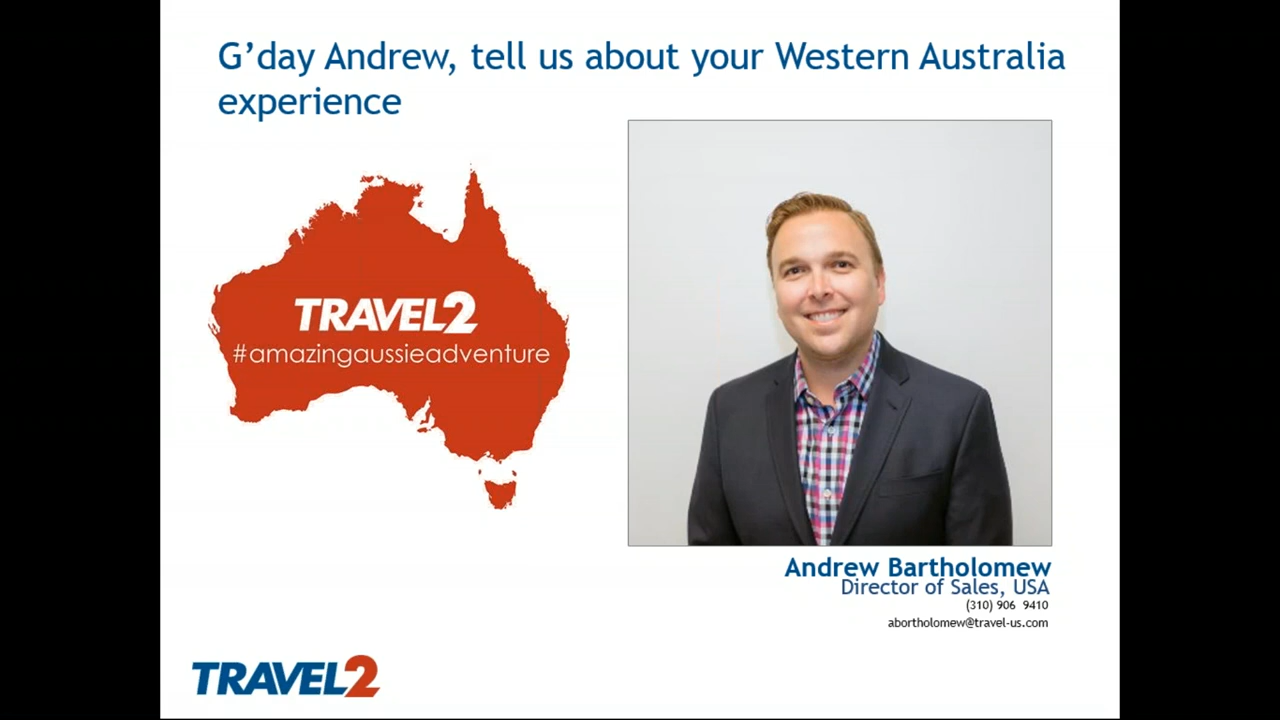 G’day Andrew, tell us about your Western Australia
experience
TRAVEL2
#amazingaussieadventure
Andrew Bartholomew
Director of Sales, USA
(310) 906 9410
abortholomew@travel-us.com
TRAVEL2